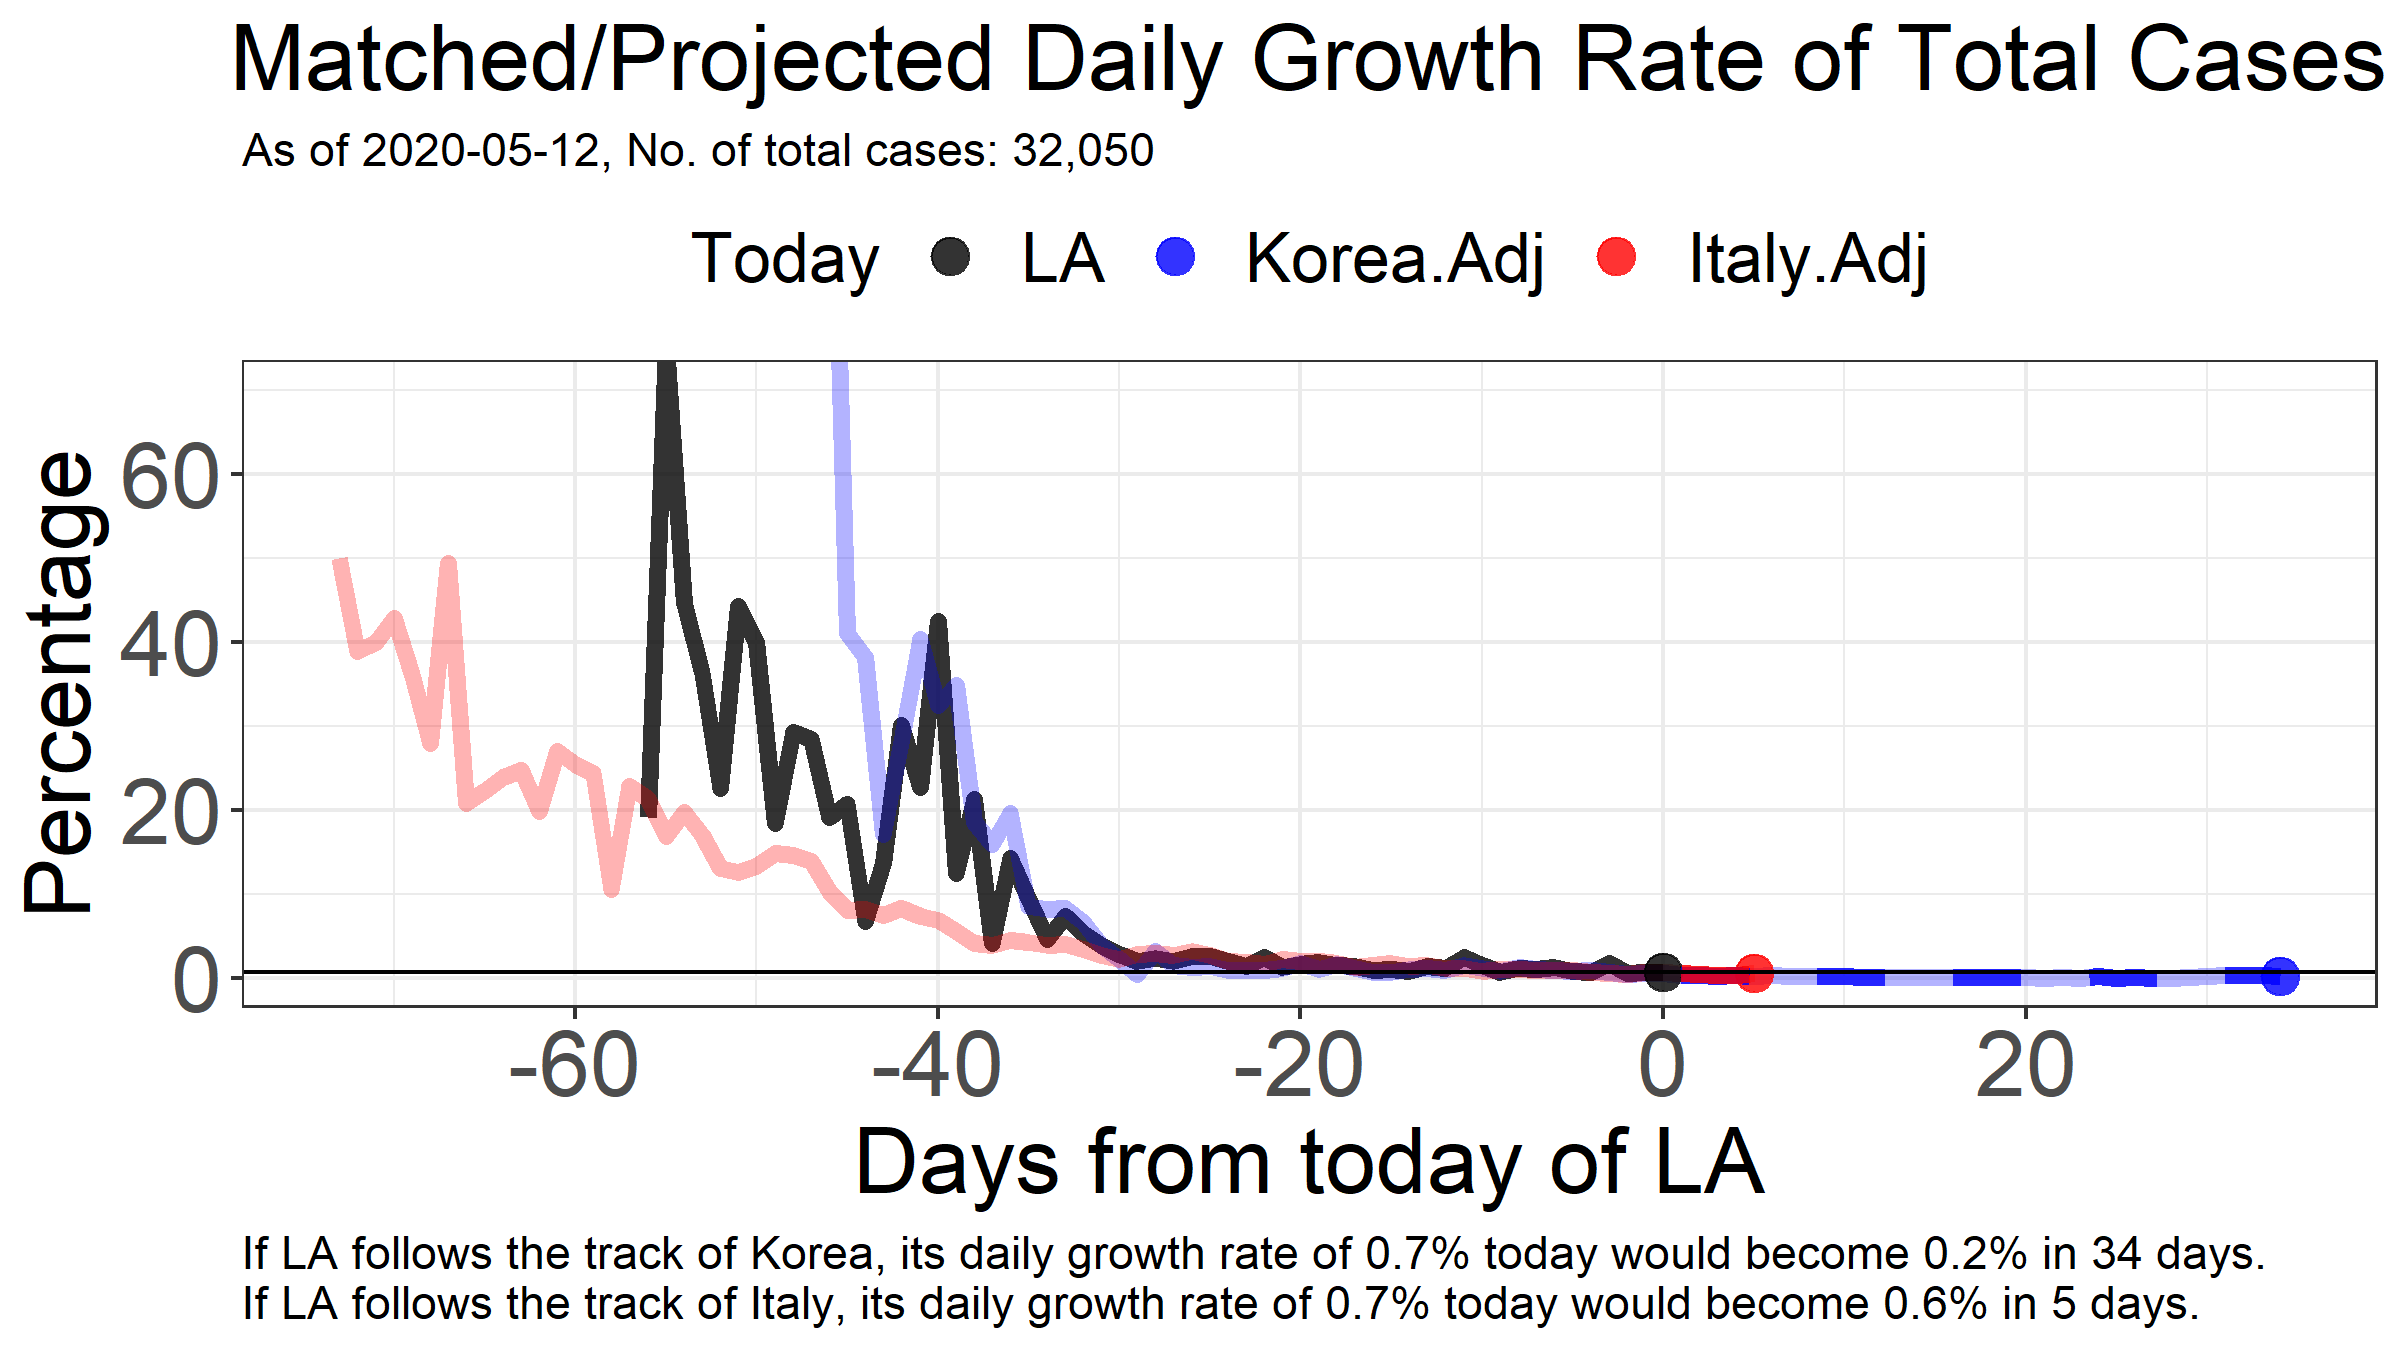 Matched/Projected Daily Growth Rate of Total Cases
As of 2020-05-12, No. of total cases: 32,050
Today LA Korea.Adj Italy.Adj
Percentage
60
40
20
0
-60 -40 -20 0 20
Days from today of LA
If LA follows the track of Korea, its daily growth rate of 0.7% today would become 0.2% in 34 days.
If LA follows the track of Italy, its daily growth rate of 0.7% today would become 0.6% in 5 days.